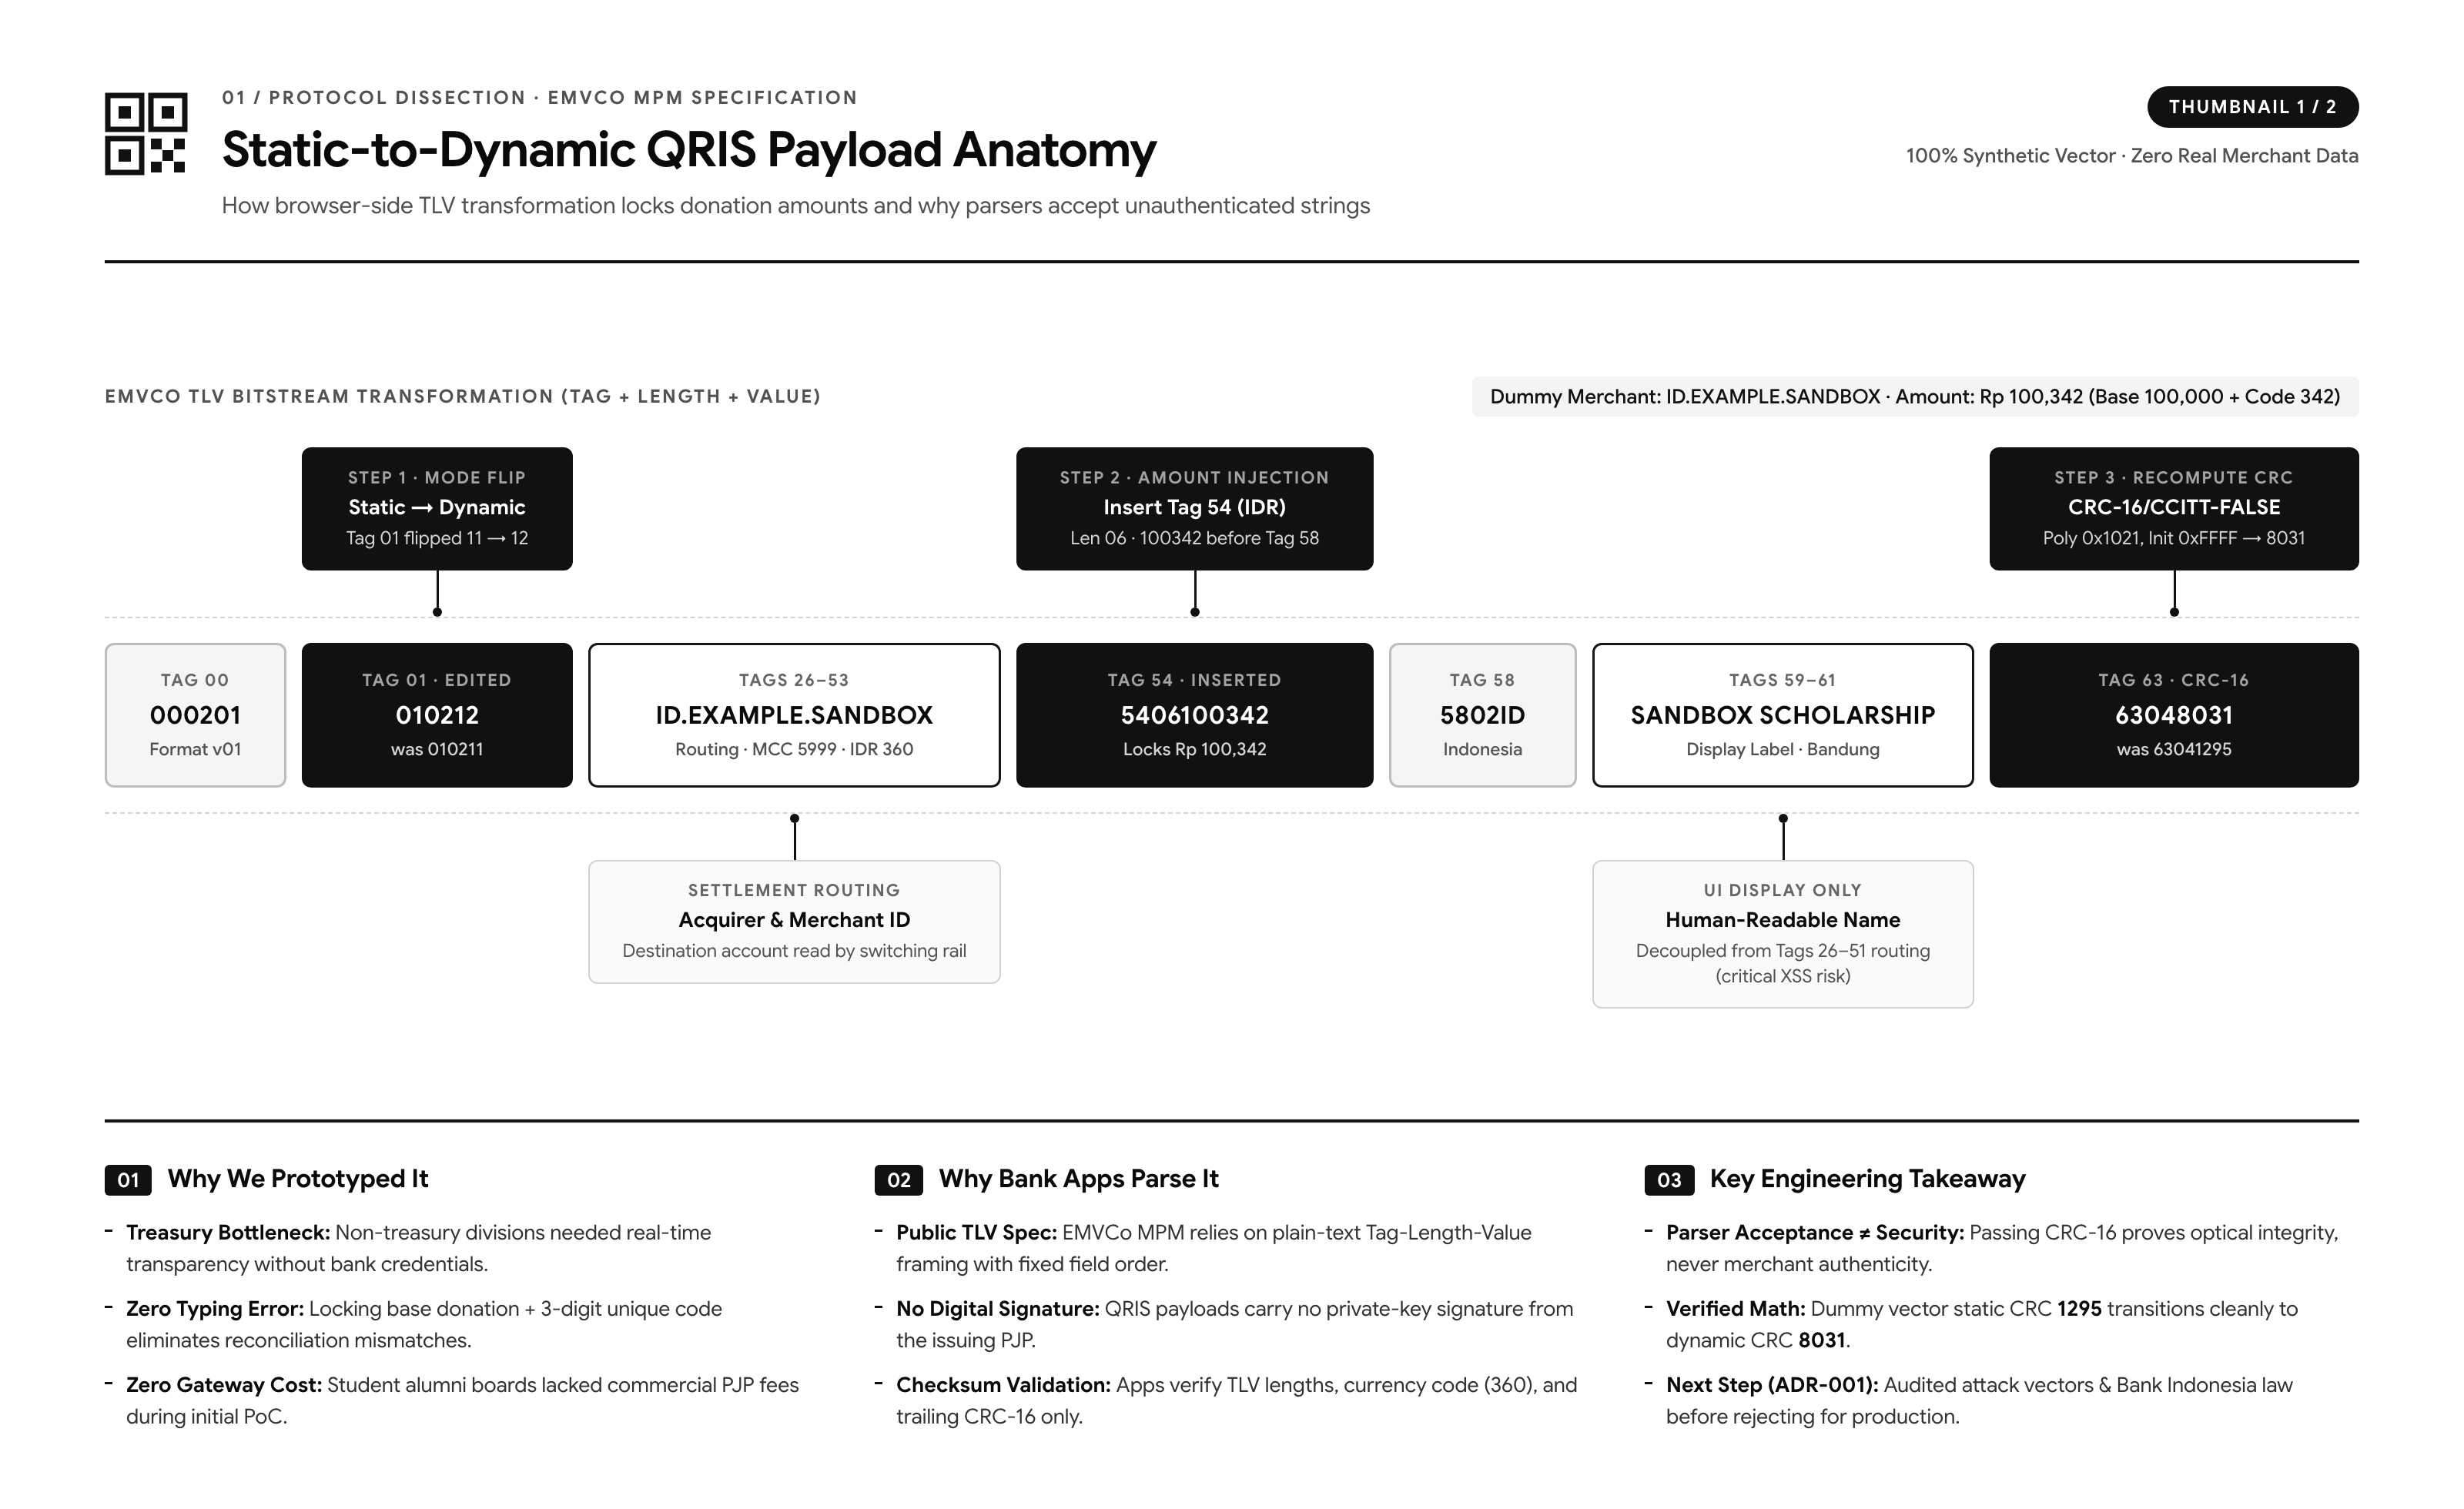 01 / PROTOCOL DISSECTION · EMVCO MPM SPECIFICATION
Static-to-Dynamic QRIS Payload Anatomy
How browser-side TLV transformation locks donation amounts and why parsers accept unauthenticated strings
THUMBNAIL 1 / 2
100% Synthetic Vector · Zero Real Merchant Data
EMVCO TLV BITSTREAM TRANSFORMATION (TAG + LENGTH + VALUE)
Dummy Merchant: ID.EXAMPLE.SANDBOX · Amount: Rp 100,342 (Base 100,000 + Code 342)
STEP 1 · MODE FLIP
Static → Dynamic
Tag 01 flipped 11 → 12
STEP 2 · AMOUNT INJECTION
Insert Tag 54 (IDR)
Len 06 · 100342 before Tag 58
STEP 3 · RECOMPUTE CRC
CRC-16/CCITT-FALSE
Poly 0x1021, Init 0xFFFF → 8031
TAG 00
000201
Format v01
TAG 01 · EDITED
010212
was 010211
TAGS 26–53
ID.EXAMPLE.SANDBOX
Routing · MCC 5999 · IDR 360
TAG 54 · INSERTED
5406100342
Locks Rp 100,342
TAG 58
5802ID
Indonesia
TAGS 59–61
SANDBOX SCHOLARSHIP
Display Label · Bandung
TAG 63 · CRC-16
63048031
was 63041295
SETTLEMENT ROUTING
Acquirer & Merchant ID
Destination account read by switching rail
UI DISPLAY ONLY
Human-Readable Name
Decoupled from Tags 26–51 routing
(critical XSS risk)
01 Why We Prototyped It
- Treasury Bottleneck: Non-treasury divisions needed real-time
transparency without bank credentials.
- Zero Typing Error: Locking base donation + 3-digit unique code
eliminates reconciliation mismatches.
- Zero Gateway Cost: Student alumni boards lacked commercial PJP fees
during initial PoC.
02 Why Bank Apps Parse It
- Public TLV Spec: EMVCo MPM relies on plain-text Tag-Length-Value
framing with fixed field order.
- No Digital Signature: QRIS payloads carry no private-key signature from
the issuing PJP.
- Checksum Validation: Apps verify TLV lengths, currency code (360), and
trailing CRC-16 only.
03 Key Engineering Takeaway
- Parser Acceptance ≠ Security: Passing CRC-16 proves optical integrity,
never merchant authenticity.
- Verified Math: Dummy vector static CRC 1295 transitions cleanly to
dynamic CRC 8031.
- Next Step (ADR-001): Audited attack vectors & Bank Indonesia law
before rejecting for production.